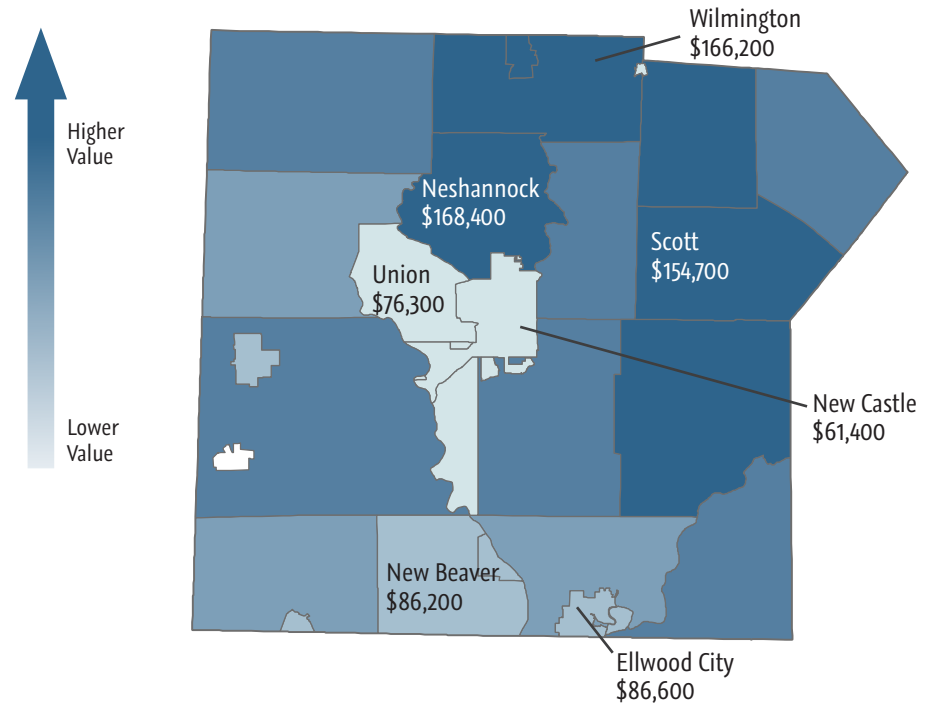 Wilmington
$166,200
Higher
Value
Neshannock
$168,400
Scott
$154,700
Union
$76,300
New Castle
$61,400
Lower
Value
New Beaver
$86,200
Ellwood City
$86,600